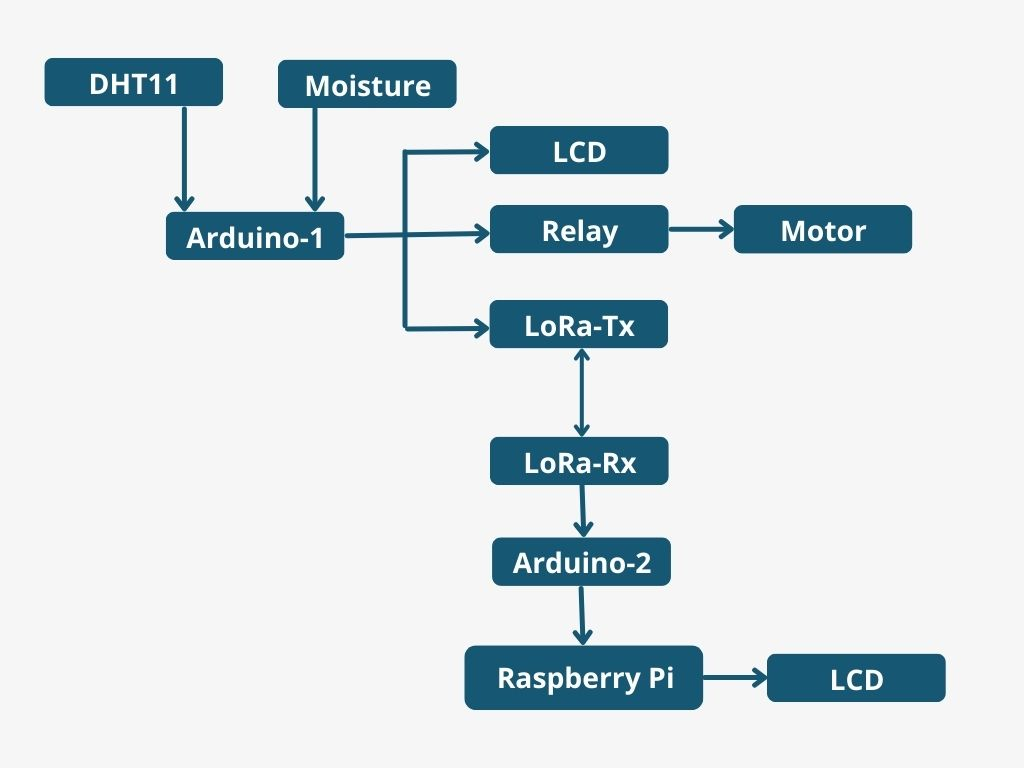 DHT11
Moisture
LCD
Arduino-1
Relay
Motor
LoRa-Tx
LoRa-Rx
Arduino-2
Raspberry Pi
LCD